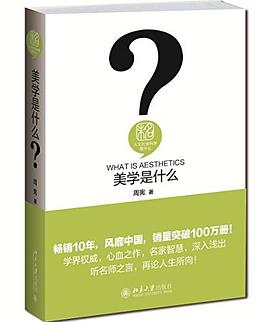 美学是什么
?
周宪 著
?
人文社会科学
是什么
WHAT IS AESTHETICS
美学是什么
周宪 著
畅销10年，风靡中国，销量突破100万册！
学界权威，心血之作，名家智慧，深入浅出
听名师之言，再论人生所向！
北京大学出版社